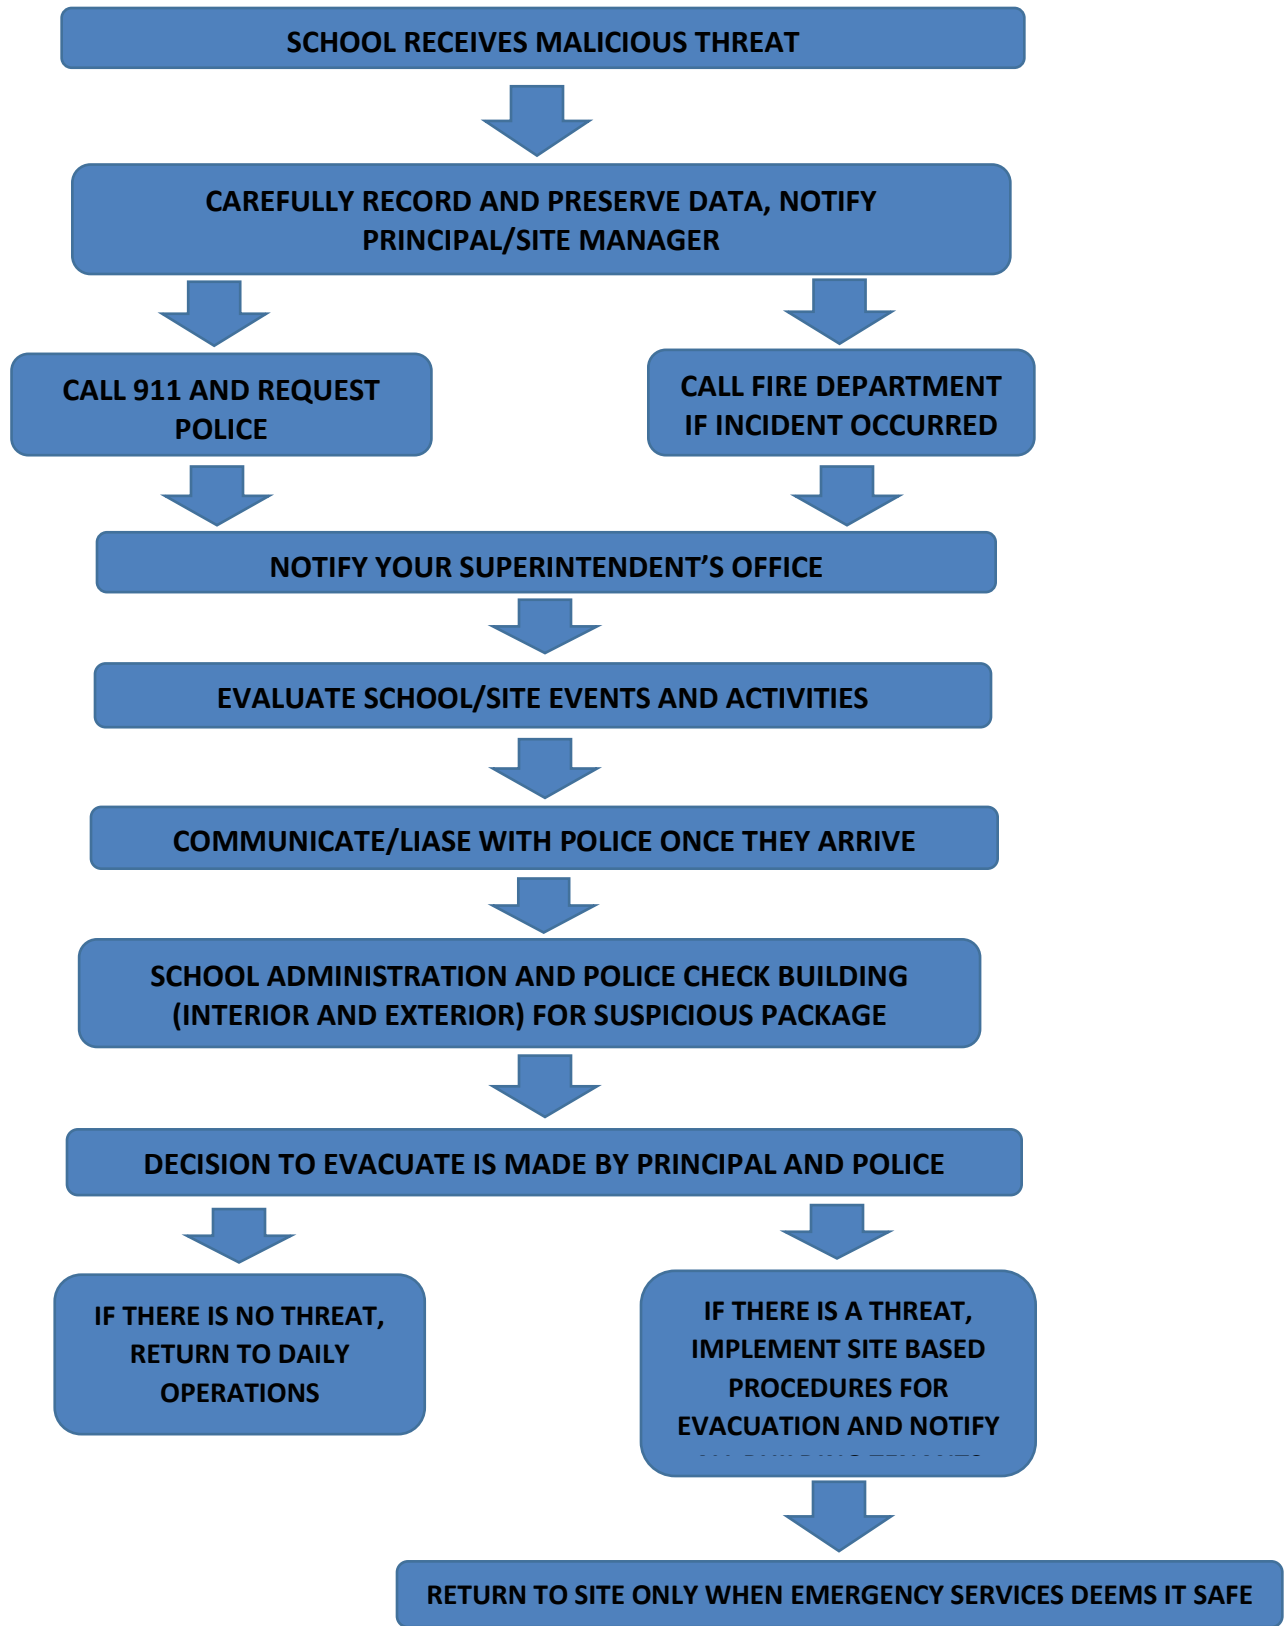 SCHOOL RECEIVES MALICIOUS THREAT
CAREFULLY RECORD AND PRESERVE DATA, NOTIFY
PRINCIPAL/SITE MANAGER
CALL 911 AND REQUEST
POLICE
CALL FIRE DEPARTMENT
IF INCIDENT OCCURRED
NOTIFY YOUR SUPERINTENDENT’S OFFICE
EVALUATE SCHOOL/SITE EVENTS AND ACTIVITIES
COMMUNICATE/LIASE WITH POLICE ONCE THEY ARRIVE
SCHOOL ADMINISTRATION AND POLICE CHECK BUILDING
(INTERIOR AND EXTERIOR) FOR SUSPICIOUS PACKAGE
DECISION TO EVACUATE IS MADE BY PRINCIPAL AND POLICE
IF THERE IS NO THREAT,
RETURN TO DAILY
OPERATIONS
IF THERE IS A THREAT,
IMPLEMENT SITE BASED
PROCEDURES FOR
EVACUATION AND NOTIFY
RETURN TO SITE ONLY WHEN EMERGENCY SERVICES DEEMS IT SAFE